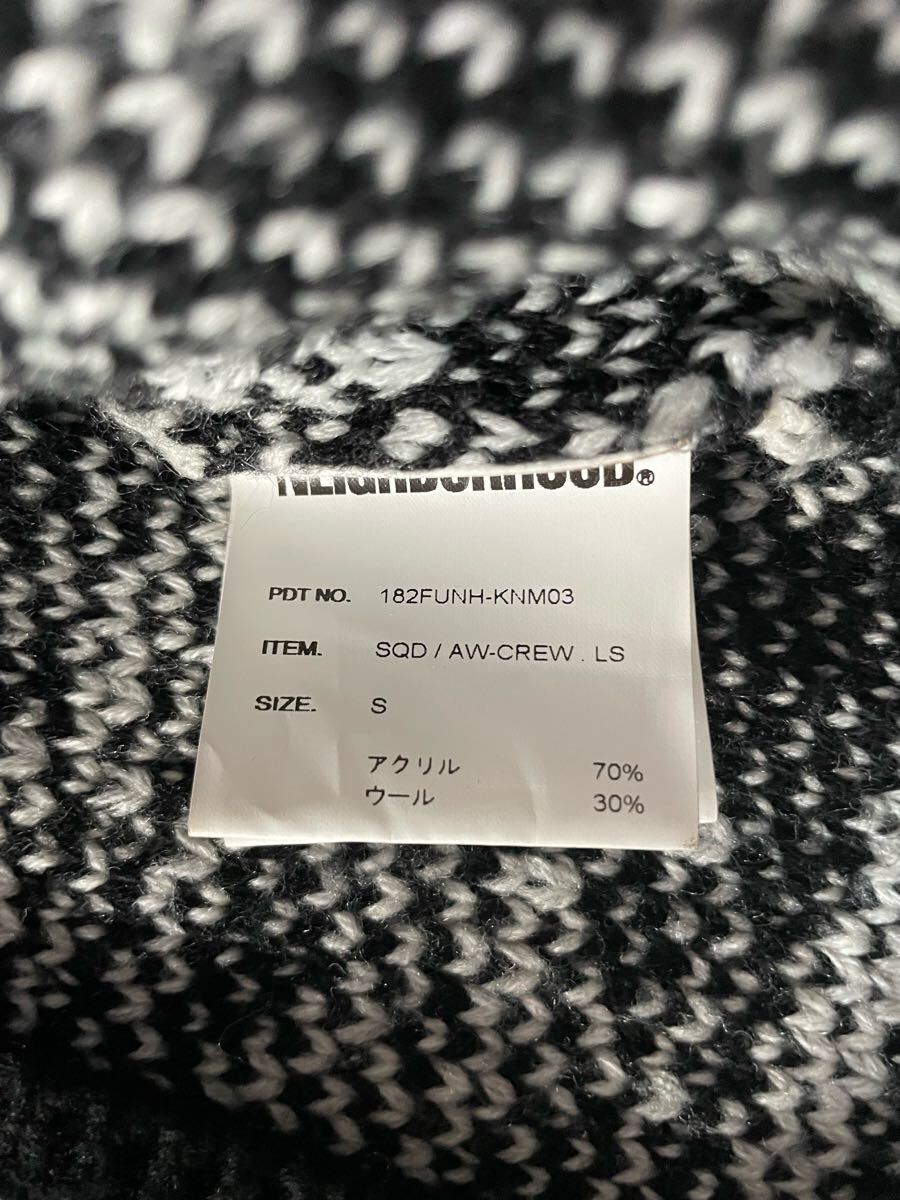 NEIGHBORHOOD®
PDT NO. 182FUNH-KNM03
ITEM. SQD / AW-CREW . LS
SIZE. S
アクリル 70%
ウール 30%